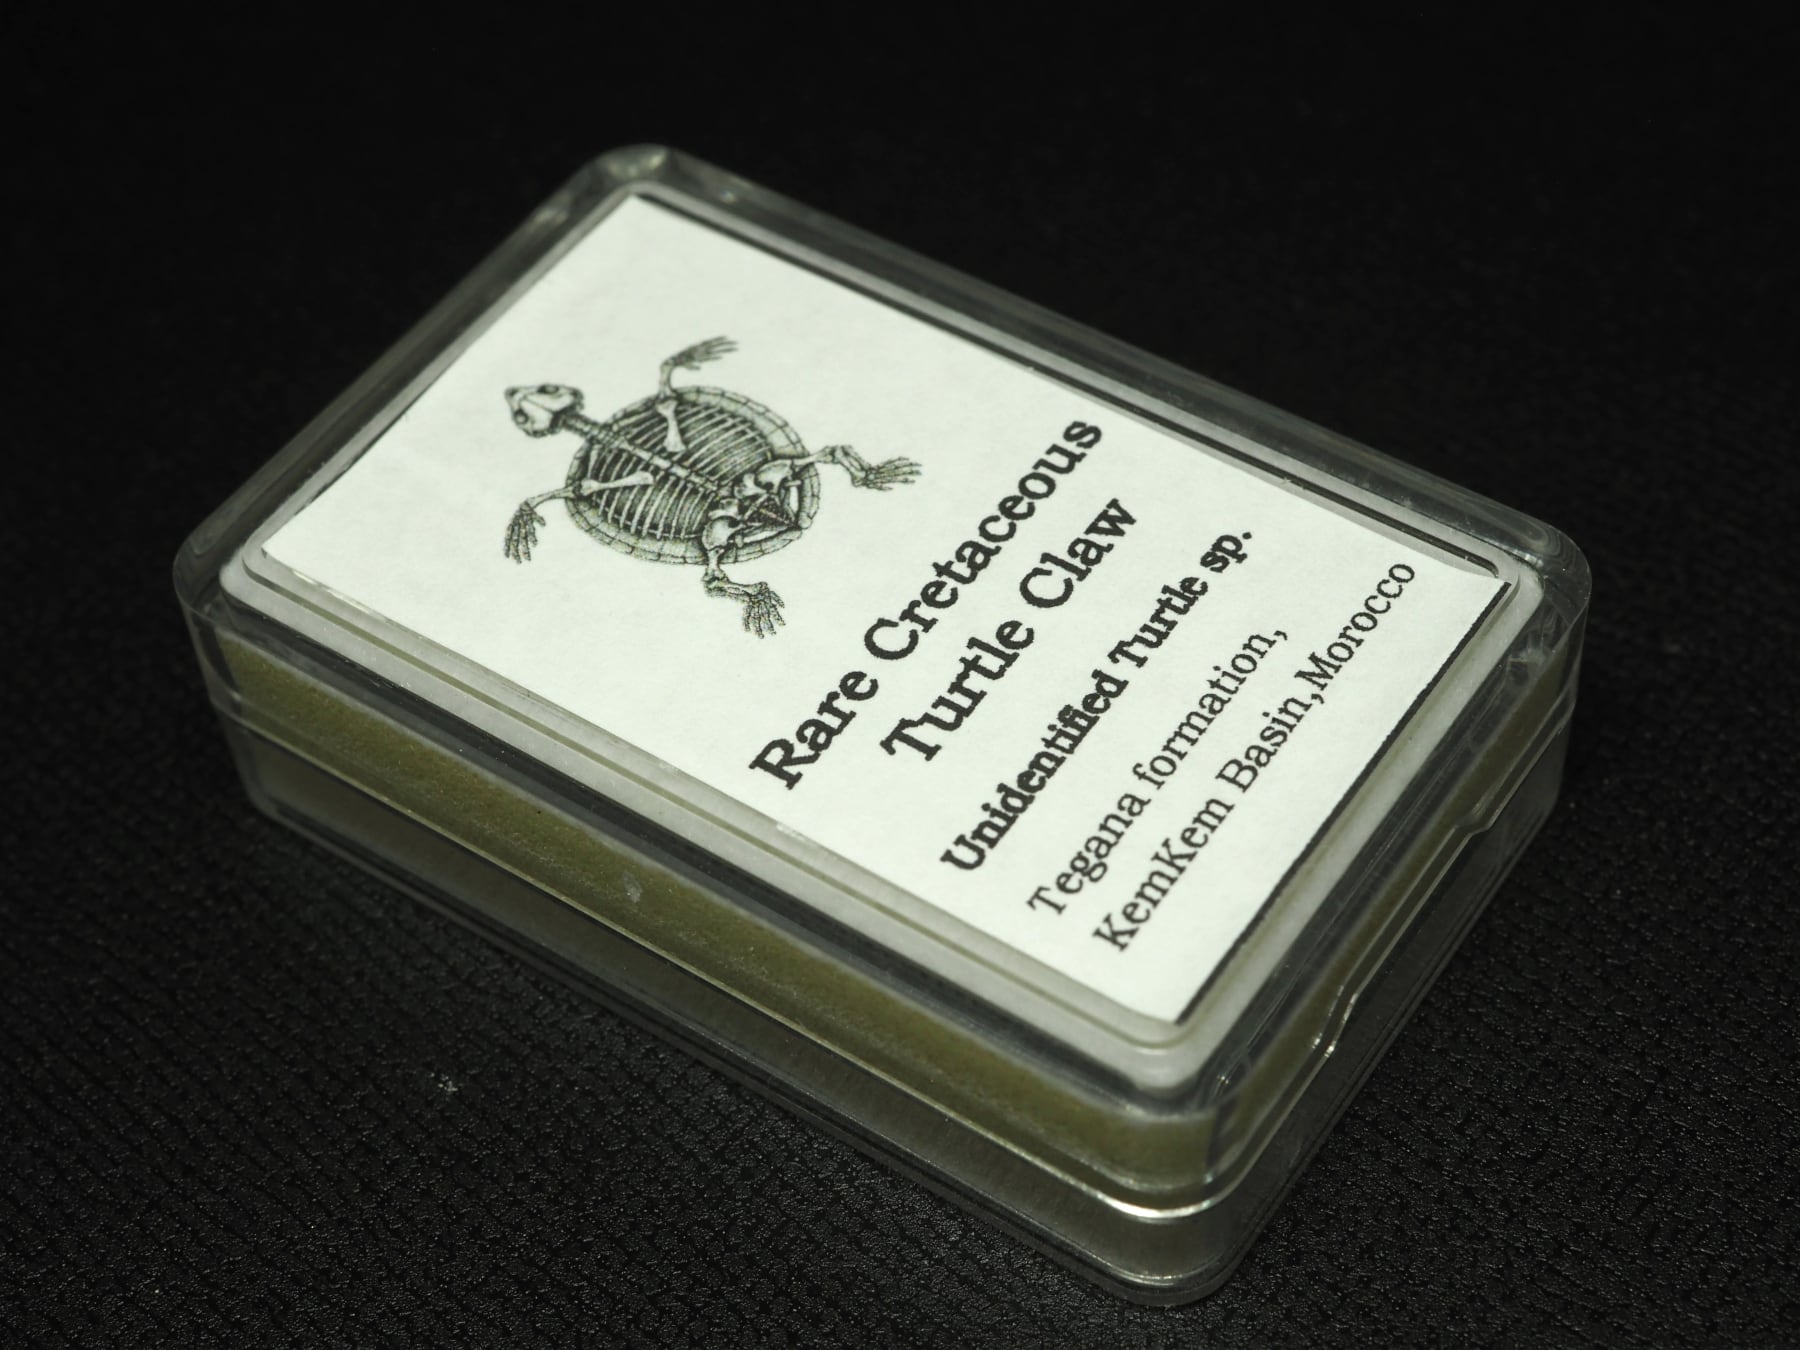 Rare Cretaceous
Turtle Claw
Unidentified Turtle sp.
Tegana formation,
KemKem Basin,Morocco